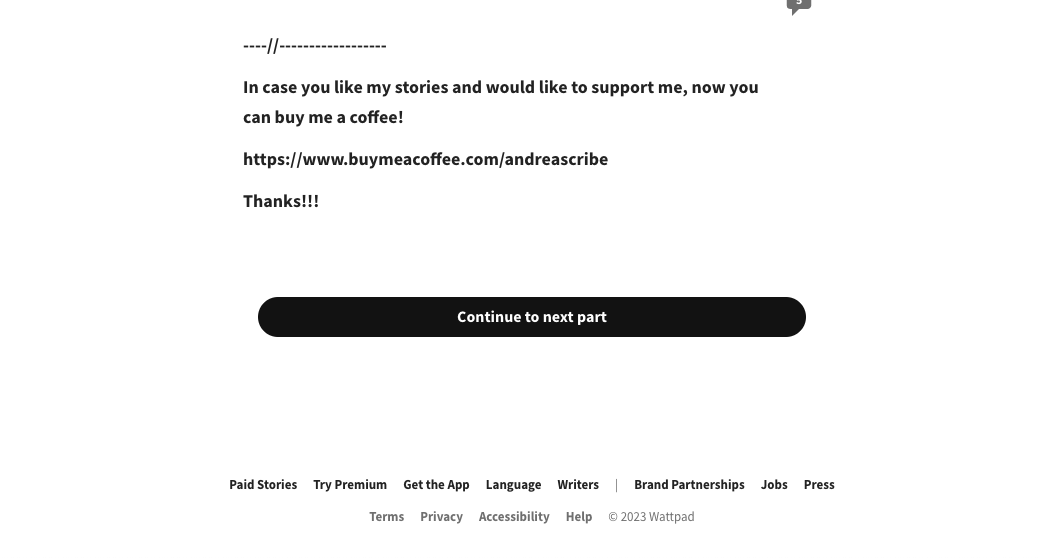 5
----//------------------
In case you like my stories and would like to support me, now you
can buy me a coffee!
https://www.buymeacoffee.com/andreascribe
Thanks!!!
Continue to next part
Paid Stories Try Premium Get the App Language Writers | Brand Partnerships Jobs Press
Terms Privacy Accessibility Help © 2023 Wattpad